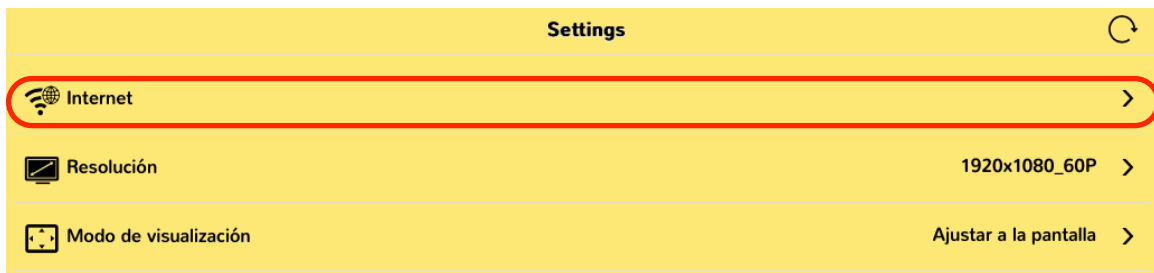 Settings
Internet
Resolución 1920x1080_60P
Modo de visualización Ajustar a la pantalla